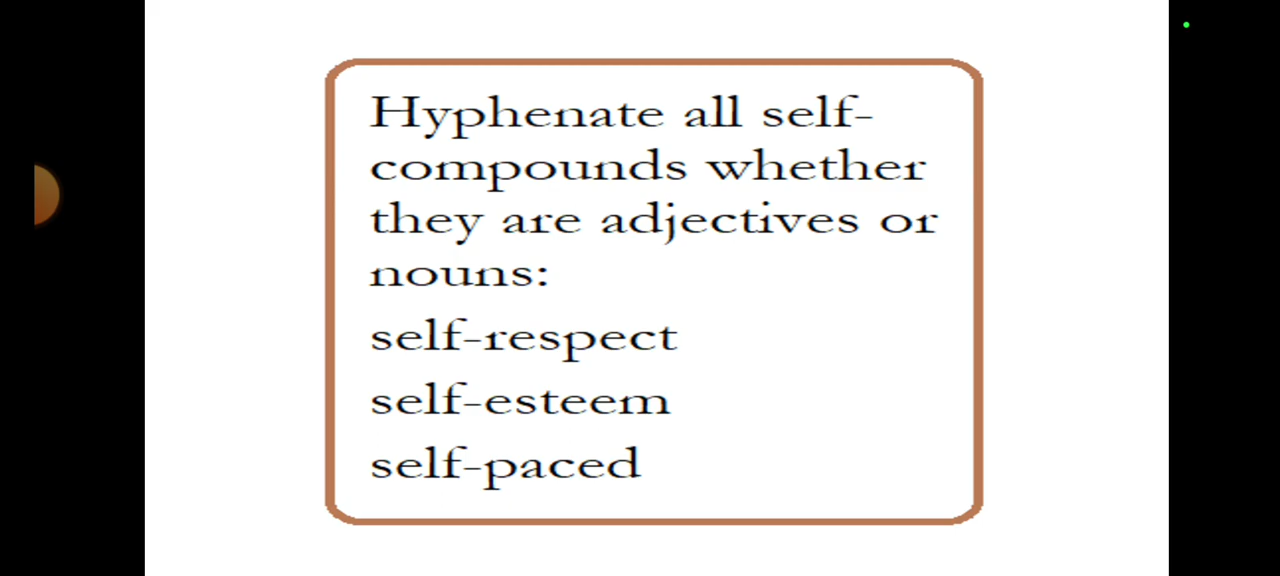 Hyphenate all self-
compounds whether
they are adjectives or
nouns:
self-respect
self-esteem
self-paced